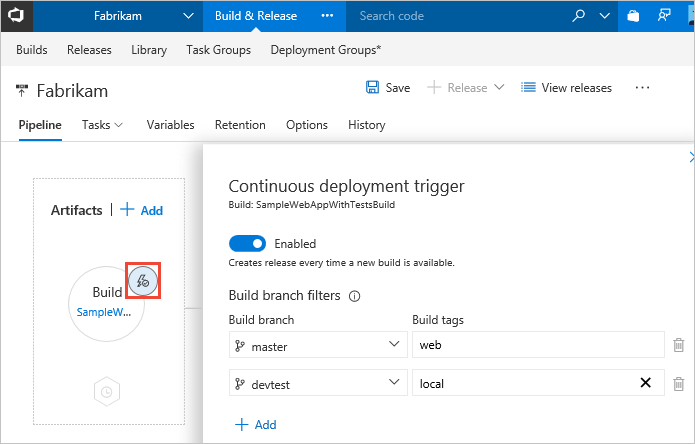 Fabrikam
Build & Release
Search code
Builds
Releases
Library
Task Groups
Deployment Groups*
Fabrikam
Save
Release
View releases
Pipeline
Tasks
Variables
Retention
Options
History
Artifacts | + Add
Build
SampleW...
Continuous deployment trigger
Build: SampleWebAppWithTestsBuild
Enabled
Creates release every time a new build is available.
Build branch filters
Build branch
Build tags
master
web
devtest
local
+ Add